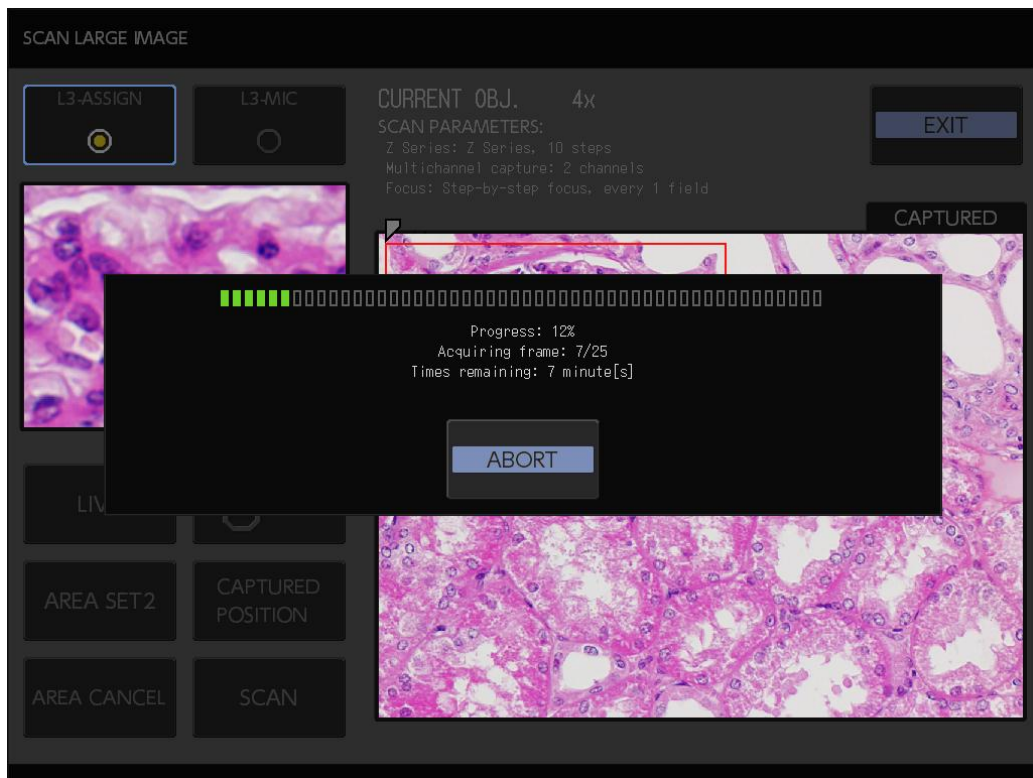 SCAN LARGE IMAGE
L3-ASSIGN
L3-MIC
CURRENT OBJ. 4x
SCAN PARAMETERS:
Z Series: Z Series, 10 steps
Multichannel capture: 2 channels
Focus: Step-by-step focus, every 1 field
EXIT
CAPTURED
Progress: 12%
Acquiring frame: 7/25
Times remaining: 7 minute[s]
ABORT
LIV
AREA SET2
CAPTURED
POSITION
AREA CANCEL
SCAN